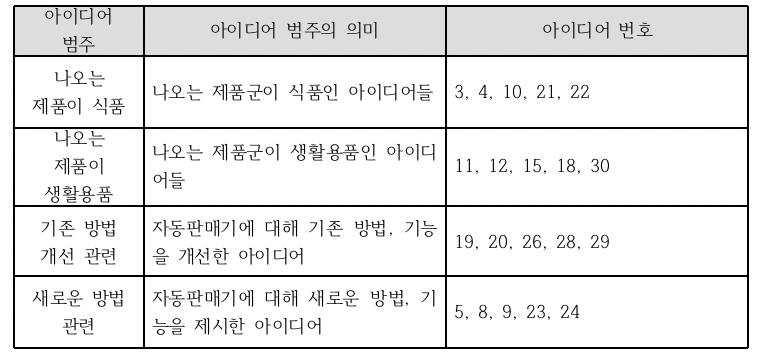 아이디어
범주
아이디어 범주의 의미
아이디어 번호
나오는
제품이 식품
나오는 제품군이 식품인 아이디어들
3, 4, 10, 21, 22
나오는
제품이
생활용품
나오는 제품군이 생활용품인 아이디
어들
11, 12, 15, 18, 30
기존 방법
개선 관련
자동판매기에 대해 기존 방법, 기능
을 개선한 아이디어
19, 20, 26, 28, 29
새로운 방법
관련
자동판매기에 대해 새로운 방법, 기
능을 제시한 아이디어
5, 8, 9, 23, 24